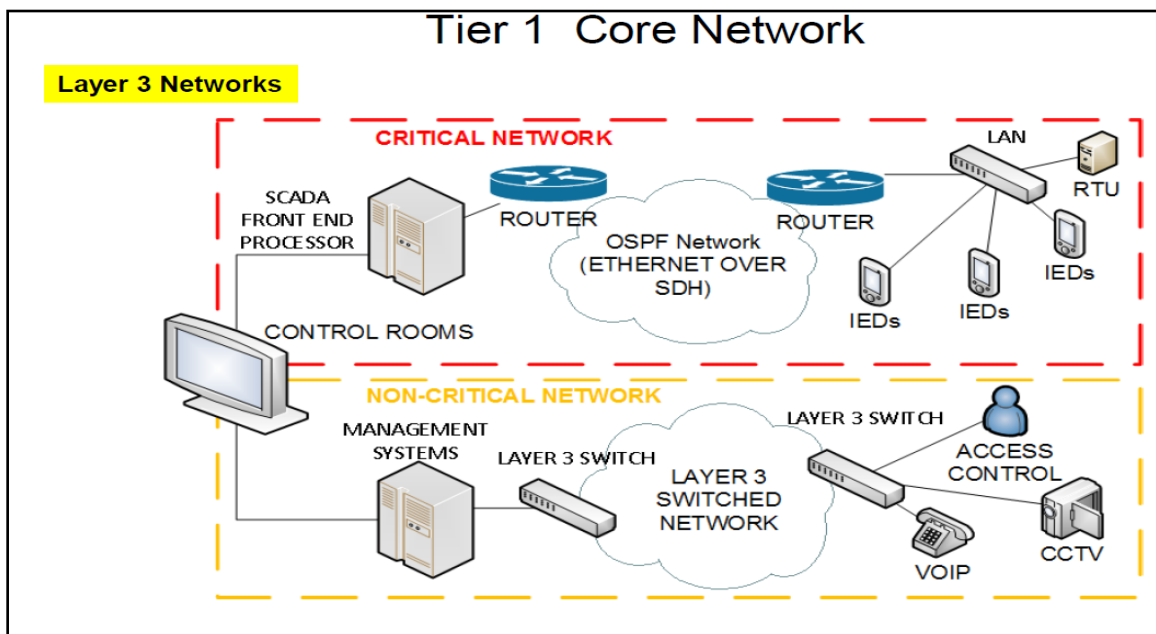 Tier 1 Core Network
Layer 3 Networks
CRITICAL NETWORK
LAN
RTU
SCADA
FRONT END
PROCESSOR
ROUTER
ROUTER
OSPF Network
(ETHERNET OVER
SDH)
IEDs
IEDs
IEDs
CONTROL ROOMS
NON-CRITICAL NETWORK
MANAGEMENT
SYSTEMS
LAYER 3 SWITCH
LAYER 3 SWITCH
LAYER 3
SWITCHED
NETWORK
ACCESS
CONTROL
VOIP
CCTV